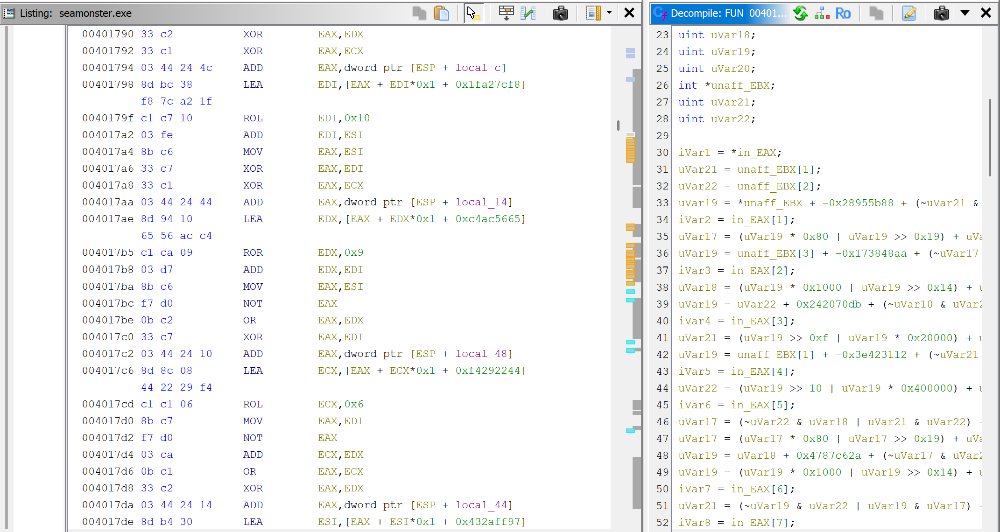 Listing: seamonster.exe
00401790 33 c2 XOR EAX,EDX
00401792 33 c1 XOR EAX,ECX
00401794 03 44 24 4c ADD EAX,dword ptr [ESP + local_c]
00401798 8d bc 38 LEA EDI,[EAX + EDI*0x1 + 0x1fa27cf8]
f8 7c a2 1f
0040179f c1 c7 10 ROL EDI,0x10
004017a2 03 fe ADD EDI,ESI
004017a4 8b c6 MOV EAX,ESI
004017a6 33 c7 XOR EAX,EDI
004017a8 33 c1 XOR EAX,ECX
004017aa 03 44 24 44 ADD EAX,dword ptr [ESP + local_14]
004017ae 8d 94 10 LEA EDX,[EAX + EDX*0x1 + 0xc4ac5665]
65 56 ac c4
004017b5 c1 ca 09 ROR EDX,0x9
004017b8 03 d7 ADD EDX,EDI
004017ba 8b c6 MOV EAX,ESI
004017bc f7 d0 NOT EAX
004017be 0b c2 OR EAX,EDX
004017c0 33 c7 XOR EAX,EDI
004017c2 03 44 24 10 ADD EAX,dword ptr [ESP + local_48]
004017c6 8d 8c 08 LEA ECX,[EAX + ECX*0x1 + 0xf4292244]
44 22 29 f4
004017cd c1 c1 06 ROL ECX,0x6
004017d0 8b c7 MOV EAX,EDI
004017d2 f7 d0 NOT EAX
004017d4 03 ca ADD ECX,EDX
004017d6 0b c1 OR EAX,ECX
004017d8 33 c2 XOR EAX,EDX
004017da 03 44 24 14 ADD EAX,dword ptr [ESP + local_44]
004017de 8d b4 30 LEA ESI,[EAX + ESI*0x1 + 0x432aff97]
Decompile: FUN_00401... Ro
23 uint uVar18;
24 uint uVar19;
25 uint uVar20;
26 int *unaff_EBX;
27 uint uVar21;
28 uint uVar22;
29
30 iVar1 = *in_EAX;
31 uVar21 = unaff_EBX[1];
32 uVar22 = unaff_EBX[2];
33 uVar19 = *unaff_EBX + -0x28955b88 + (~uVar21 &
34 iVar2 = in_EAX[1];
35 uVar17 = (uVar19 * 0x80 | uVar19 >> 0x19) +
36 uVar19 = unaff_EBX[3] + -0x173848aa + (~uVar17
37 iVar3 = in_EAX[2];
38 uVar18 = (uVar19 * 0x1000 | uVar19 >> 0x14) +
39 uVar19 = uVar22 + 0x242070db + (~uVar18 &
40 iVar4 = in_EAX[3];
41 uVar21 = (uVar19 >> 0xf | uVar19 * 0x20000) +
42 uVar19 = unaff_EBX[1] + -0x3e423112 + (~uVar21
43 iVar5 = in_EAX[4];
44 uVar22 = (uVar19 >> 10 | uVar19 * 0x400000) +
45 iVar6 = in_EAX[5];
46 uVar17 = (~uVar22 & uVar18 | uVar21 & uVar22)
47 uVar17 = (uVar17 * 0x80 | uVar17 >> 0x19) +
48 uVar19 = uVar18 + 0x4787c62a + (~uVar17 &
49 uVar19 = (uVar19 * 0x1000 | uVar19 >> 0x14) +
50 iVar7 = in_EAX[6];
51 uVar21 = (~uVar19 & uVar22 | uVar19 & uVar17)
52 iVar8 = in_EAX[7];